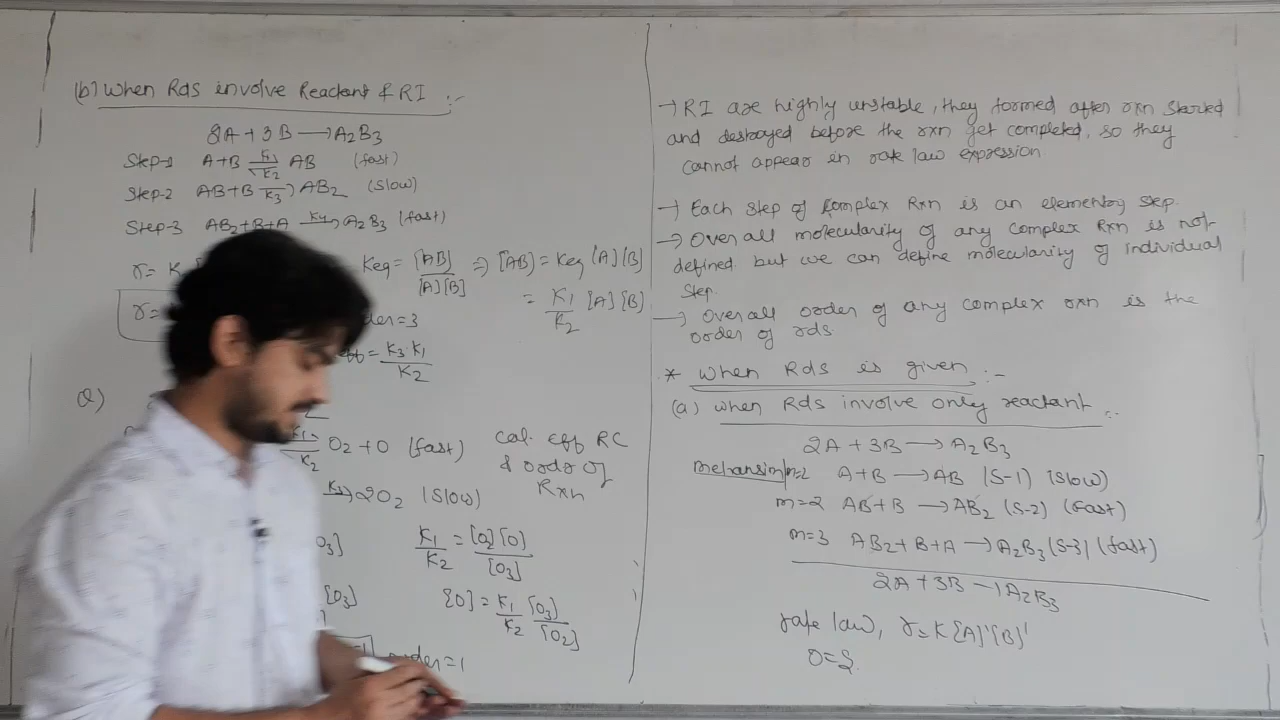 (b) When Rds involve Reactant & RI :-
2A + 3B ⟶ A2B3
Step-1 A+B K1 K2 AB (fast)
Step-2 AB+B K3 AB2 (Slow)
Step-3 AB2+B+A K4 A2B3 (fast)
r= K
Keq = [AB] / [A][B] ⇒ [AB] = Keq [A][B]
r=
= K1/K2 [A][B]
der=3
eff = K3·K1 / K2
Q)
K1 K2 O2 + O (fast)
cal. eff RC
& order of
Rxn
2O2 (Slow)
O3]
K1/K2 = [O2][O] / [O3]
[O3]
[O] = K1/K2 [O3]/[O2]
order=1
→ RI are highly unstable, they formed after rxn started
and destroyed before the rxn get completed, so they
cannot appear in rate law expression
→ Each step of complex Rxn is an elementry step.
→ Over all molecularity of any complex Rxn is not
defined. but we can define molecularity of individual
Step.
→ Over all order of any complex rxn is the
order of rds
* When Rds is given :-
(a) when Rds involve only reactant :-
2A + 3B ⟶ A2B3
m=2 A+B ⟶ AB (S-1) (Slow)
m=2 AB+B ⟶ AB2 (S-2) (fast)
m=3 AB2+B+A ⟶ A2B3 (S-3) (fast)
2A + 3B ⟶ A2B3
rate law, r=K[A]¹[B]¹
O=2